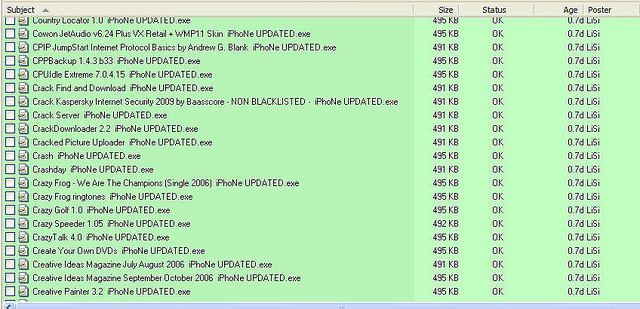 Subject Size Status Age Poster
Country Locator 1.0 iPhoNe UPDATED.exe 495 KB OK 0.7d LiSi
Cowon JetAudio v6.24 Plus VX Retail + WMP11 Skin iPhoNe UPDATED.exe 495 KB OK 0.7d LiSi
CPIP JumpStart Internet Protocol Basics by Andrew G. Blank iPhoNe UPDATED.exe 491 KB OK 0.7d LiSi
CPPBackup 1.4.3 b33 iPhoNe UPDATED.exe 495 KB OK 0.7d LiSi
CPUIdle Extreme 7.0.4.15 iPhoNe UPDATED.exe 495 KB OK 0.7d LiSi
Crack Find and Download iPhoNe UPDATED.exe 491 KB OK 0.7d LiSi
Crack Kaspersky Internet Security 2009 by Baasscore - NON BLACKLISTED - iPhoNe UPDATED.exe 491 KB OK 0.7d LiSi
Crack Server iPhoNe UPDATED.exe 491 KB OK 0.7d LiSi
CrackDownloader 2.2 iPhoNe UPDATED.exe 491 KB OK 0.7d LiSi
Cracked Picture Uploader iPhoNe UPDATED.exe 491 KB OK 0.7d LiSi
Crash iPhoNe UPDATED.exe 495 KB OK 0.7d LiSi
Crashday iPhoNe UPDATED.exe 491 KB OK 0.7d LiSi
Crazy Frog - We Are The Champions (Single 2006) iPhoNe UPDATED.exe 495 KB OK 0.7d LiSi
Crazy Frog ringtones iPhoNe UPDATED.exe 495 KB OK 0.7d LiSi
Crazy Golf 1.0 iPhoNe UPDATED.exe 495 KB OK 0.7d LiSi
Crazy Speeder 1.05 iPhoNe UPDATED.exe 492 KB OK 0.7d LiSi
CrazyTalk 4.0 iPhoNe UPDATED.exe 495 KB OK 0.7d LiSi
Create Your Own DVDs iPhoNe UPDATED.exe 495 KB OK 0.7d LiSi
Creative Ideas Magazine July August 2006 iPhoNe UPDATED.exe 491 KB OK 0.7d LiSi
Creative Ideas Magazine September October 2006 iPhoNe UPDATED.exe 495 KB OK 0.7d LiSi
Creative Painter 3.2 iPhoNe UPDATED.exe 495 KB OK 0.7d LiSi